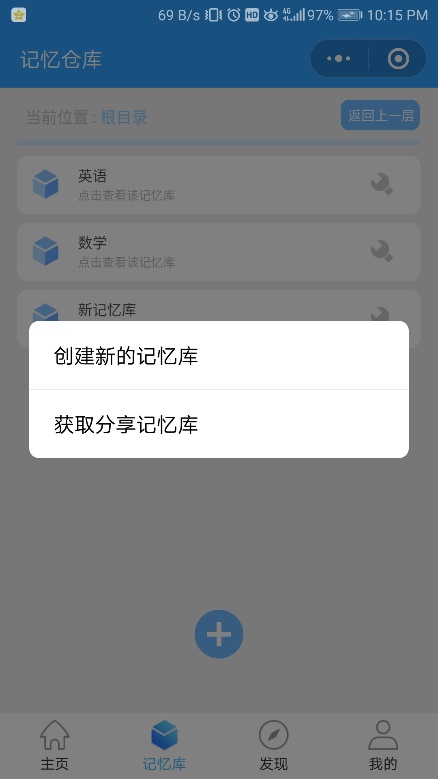 69 B/s HD 4G 97% 10:15 PM
记忆仓库
当前位置:根目录
返回上一层
英语
点击查看该记忆库
数学
点击查看该记忆库
新记忆库
创建新的记忆库
获取分享记忆库
主页
记忆库
发现
我的